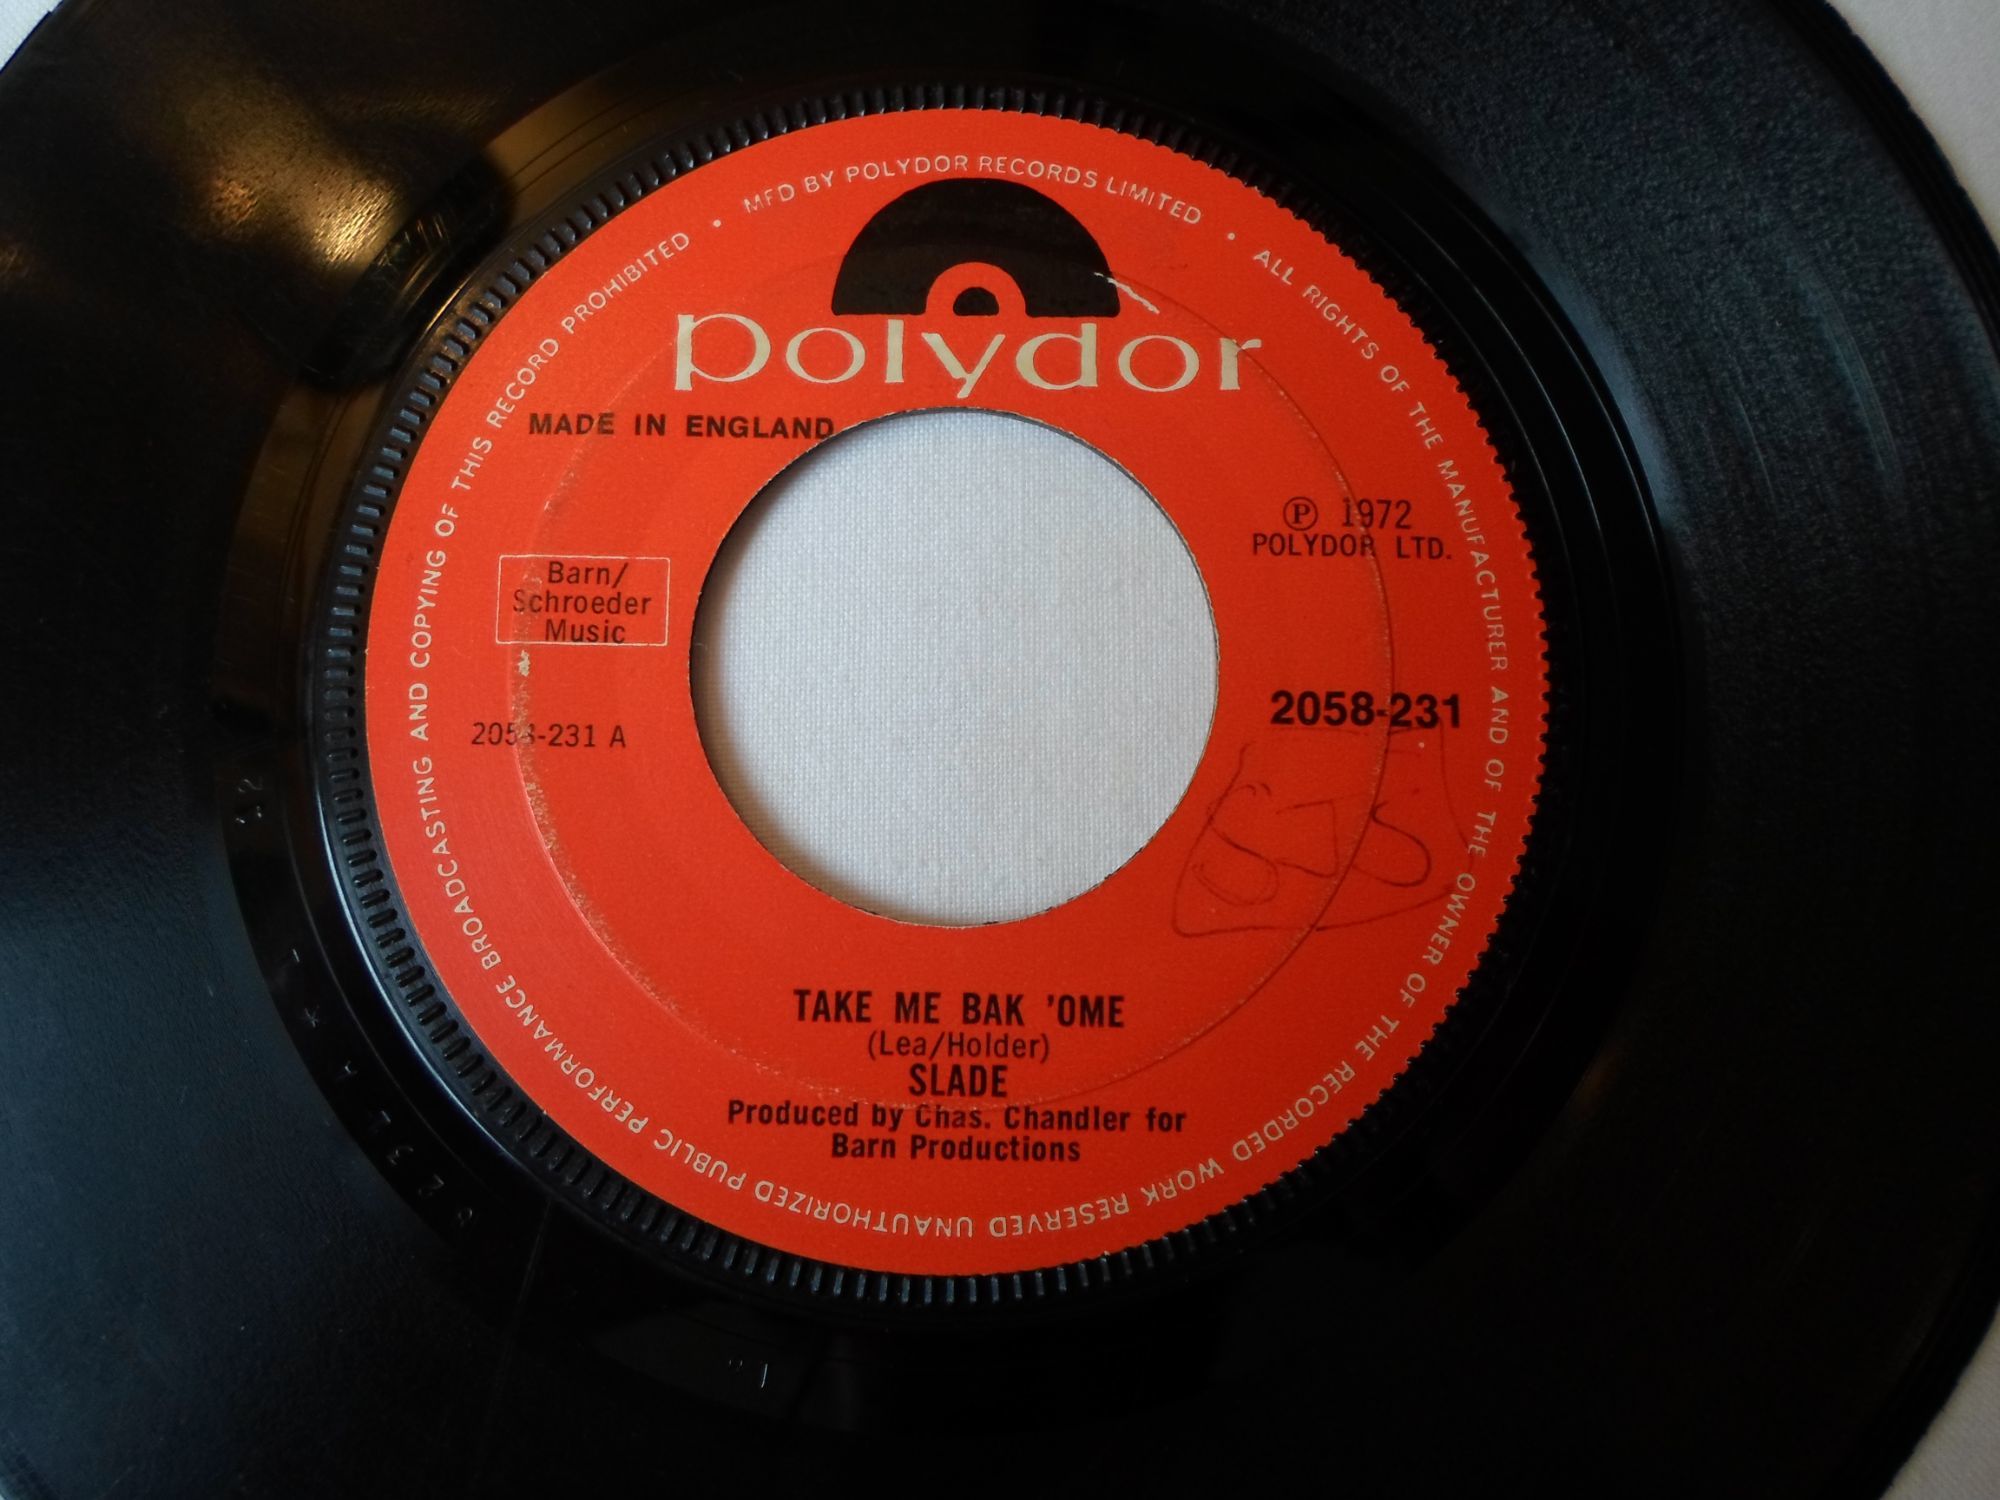 MFD BY POLYDOR RECORDS LIMITED • ALL RIGHTS OF THE MANUFACTURER AND OF THE OWNER OF THE RECORDED WORK RESERVED UNAUTHORIZED PUBLIC PERFORMANCE BROADCASTING AND COPYING OF THIS RECORD PROHIBITED •
polydor
MADE IN ENGLAND
℗ 1972
POLYDOR LTD.
Barn/
Schroeder
Music
2058-231 A
2058-231
TAKE ME BAK 'OME
(Lea/Holder)
SLADE
Produced by Chas. Chandler for
Barn Productions